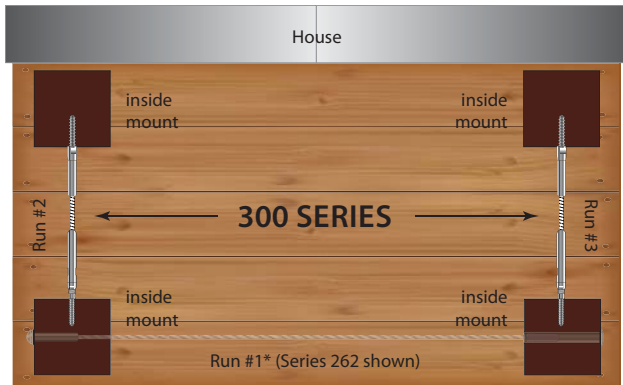 House
inside
mount
inside
mount
Run #2
300 SERIES
Run #3
inside
mount
inside
mount
Run #1* (Series 262 shown)